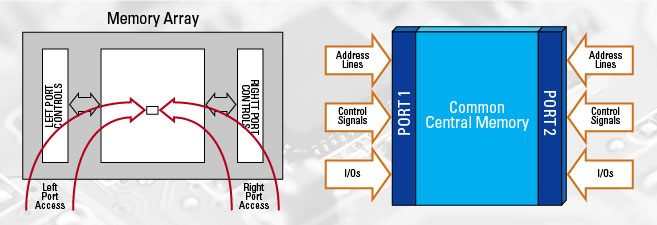 Memory Array
LEFT PORT
CONTROLS
RIGHTT PORT
CONTROLS
Left
Port
Access
Right
Port
Access
Address
Lines
Control
Signals
I/Os
PORT 1
Common
Central Memory
PORT 2
Address
Lines
Control
Signals
I/Os